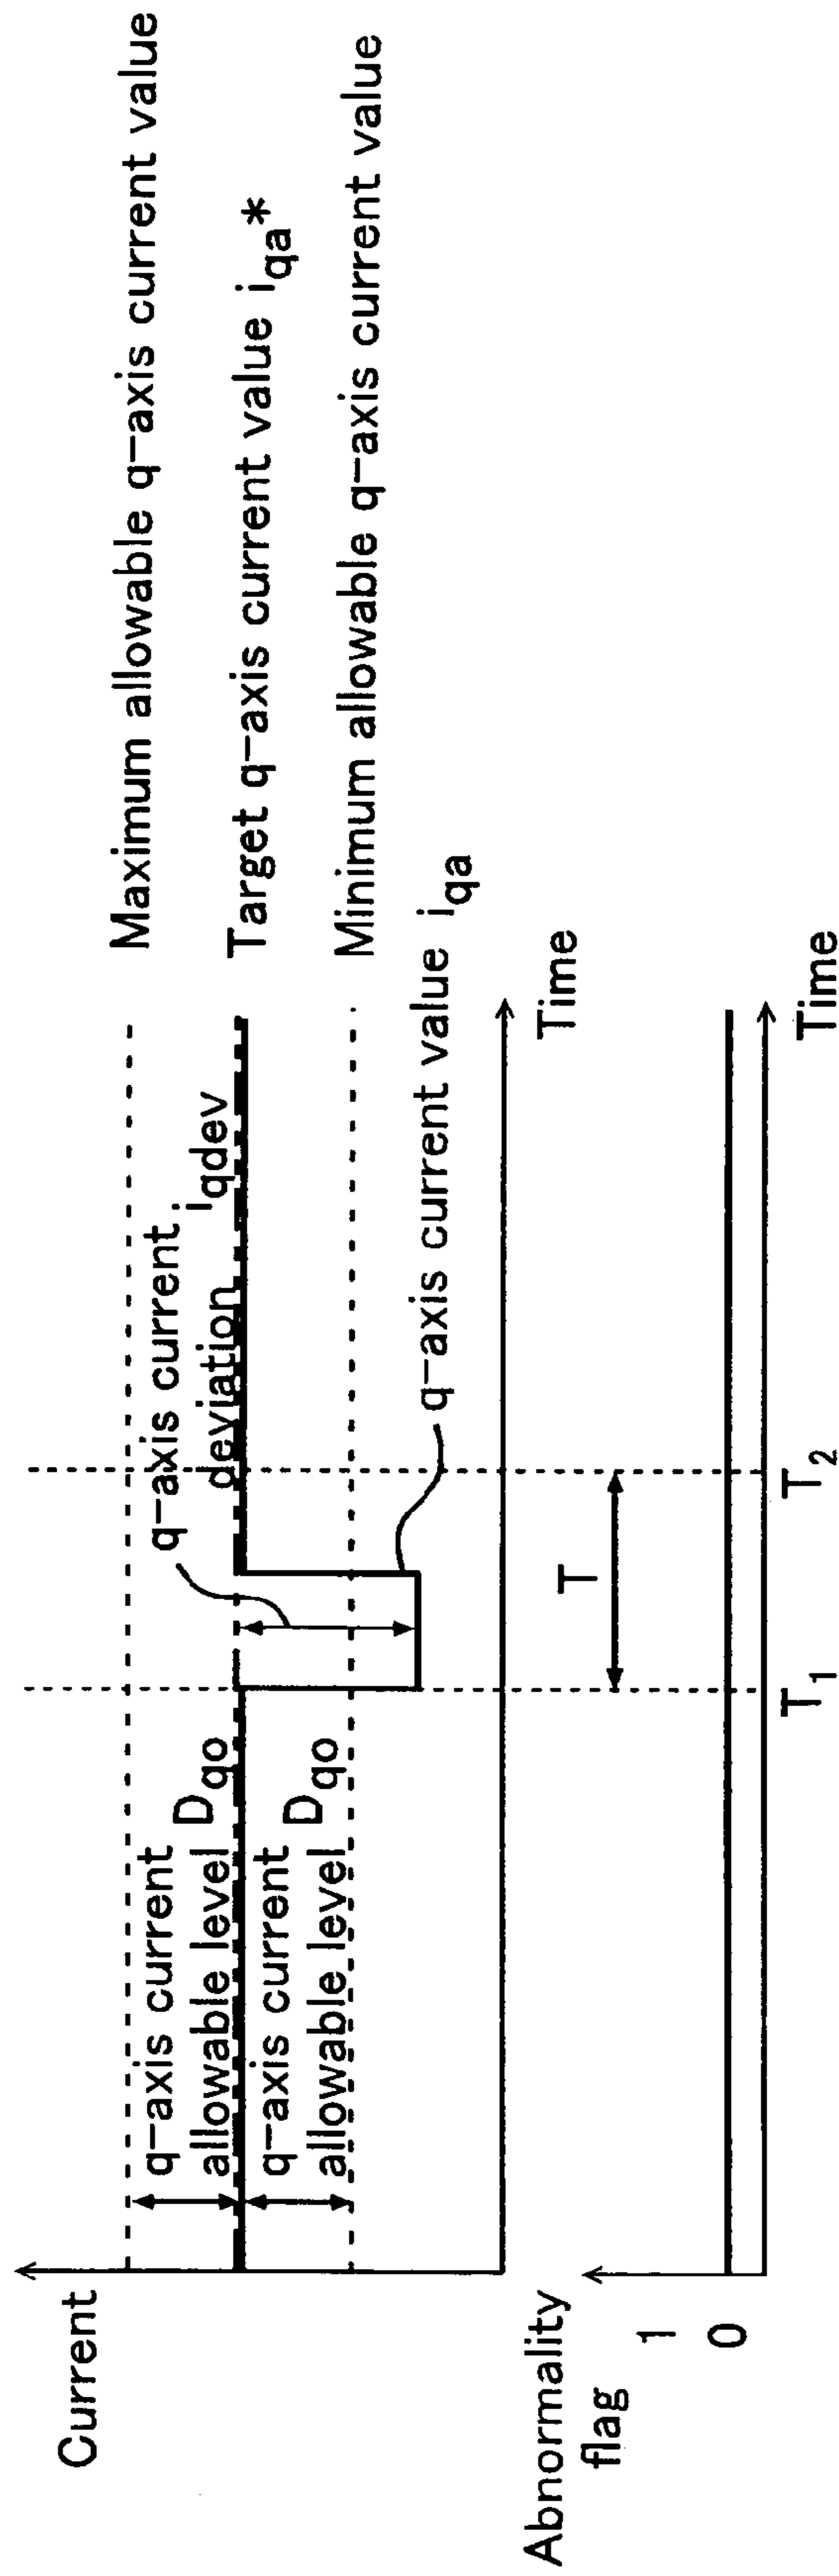 Current
Maximum allowable q-axis current value
q-axis current
allowable level Dqo
q-axis current
deviation iqdev
Target q-axis current value iqa*
q-axis current
allowable level Dqo
Minimum allowable q-axis current value
q-axis current value iqa
Time
T
Abnormality
flag
1
0
T1
T2
Time